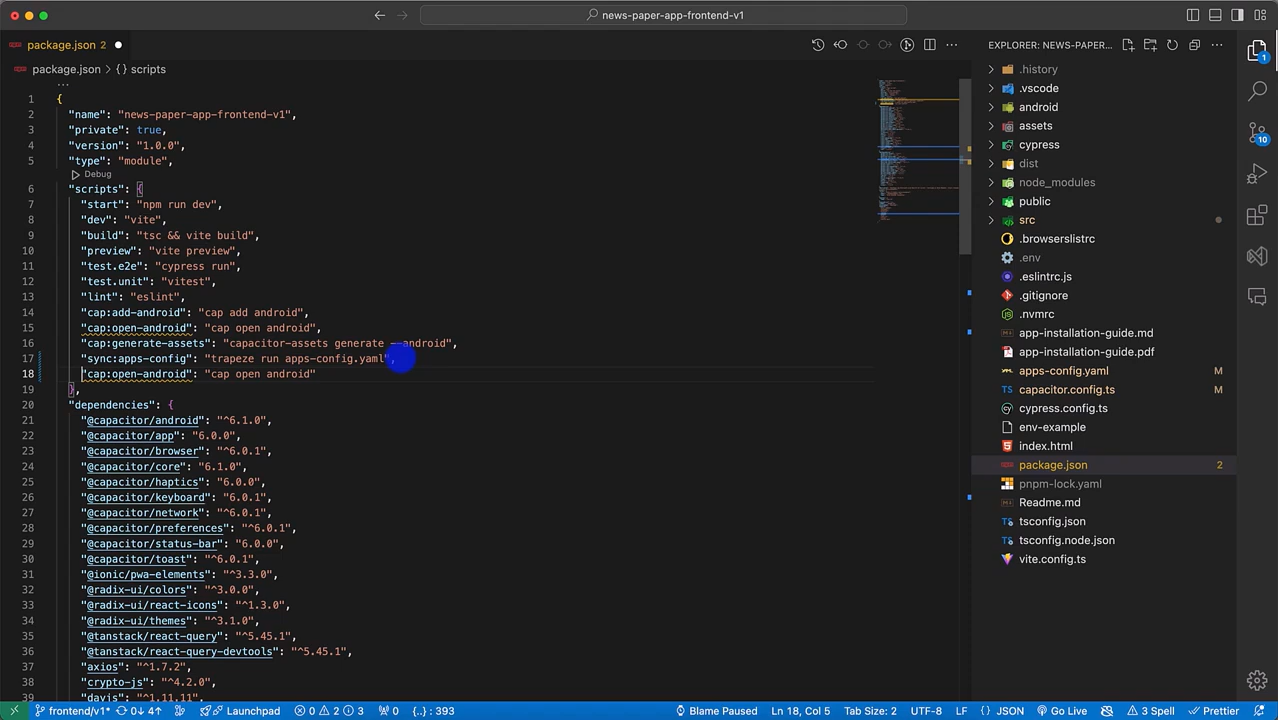 news-paper-app-frontend-v1
package.json 2
EXPLORER: NEWS-PAPER...
package.json > {} scripts
...
1 {
2 "name": "news-paper-app-frontend-v1",
3 "private": true,
4 "version": "1.0.0",
5 "type": "module",
Debug
6 "scripts": {
7 "start": "npm run dev",
8 "dev": "vite",
9 "build": "tsc && vite build",
10 "preview": "vite preview",
11 "test.e2e": "cypress run",
12 "test.unit": "vitest",
13 "lint": "eslint",
14 "cap:add-android": "cap add android",
15 "cap:open-android": "cap open android",
16 "cap:generate-assets": "capacitor-assets generate --android",
17 "sync:apps-config": "trapeze run apps-config.yaml",
18 "cap:open-android": "cap open android"
19 },
20 "dependencies": {
21 "@capacitor/android": "^6.1.0",
22 "@capacitor/app": "6.0.0",
23 "@capacitor/browser": "^6.0.1",
24 "@capacitor/core": "6.1.0",
25 "@capacitor/haptics": "6.0.0",
26 "@capacitor/keyboard": "6.0.1",
27 "@capacitor/network": "^6.0.1",
28 "@capacitor/preferences": "^6.0.1",
29 "@capacitor/status-bar": "6.0.0",
30 "@capacitor/toast": "^6.0.1",
31 "@ionic/pwa-elements": "^3.3.0",
32 "@radix-ui/colors": "^3.0.0",
33 "@radix-ui/react-icons": "^1.3.0",
34 "@radix-ui/themes": "^3.1.0",
35 "@tanstack/react-query": "^5.45.1",
36 "@tanstack/react-query-devtools": "^5.45.1",
37 "axios": "^1.7.2",
38 "crypto-js": "^4.2.0",
39 "dayjs": "^1.11.11",
.history
.vscode
android
assets
cypress
dist
node_modules
public
src
.browserslistrc
.env
.eslintrc.js
.gitignore
.nvmrc
app-installation-guide.md
app-installation-guide.pdf
apps-config.yaml M
capacitor.config.ts M
cypress.config.ts
env-example
index.html
package.json 2
pnpm-lock.yaml
Readme.md
tsconfig.json
tsconfig.node.json
vite.config.ts
1
10
frontend/v1* 0↓ 4↑ Launchpad 0 2 3 {..} : 393 Blame Paused Ln 18, Col 5 Tab Size: 2 UTF-8 LF {} JSON Go Live 3 Spell Prettier